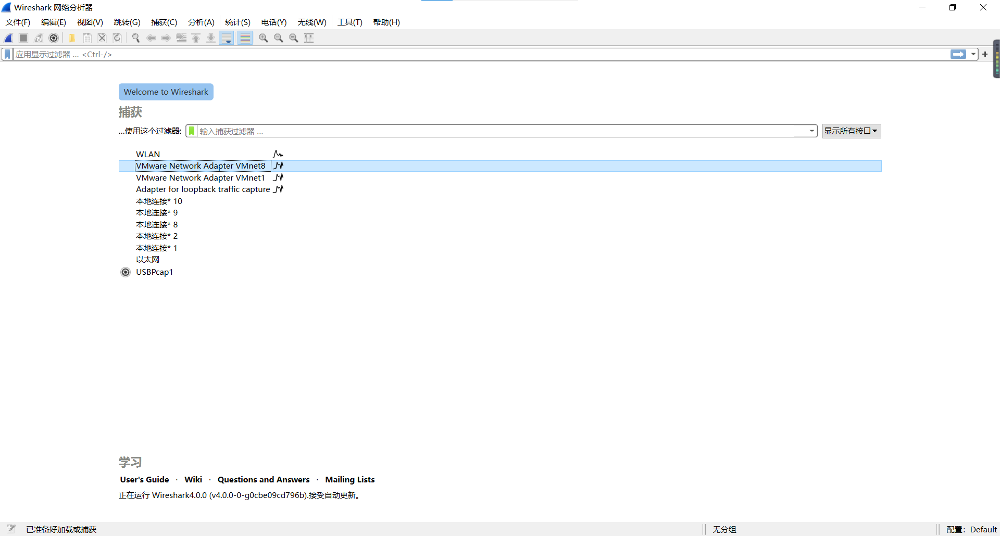 Wireshark 网络分析器
文件(F) 编辑(E) 视图(V) 跳转(G) 捕获(C) 分析(A) 统计(S) 电话(Y) 无线(W) 工具(T) 帮助(H)
应用显示过滤器 … <Ctrl-/>
Welcome to Wireshark
捕获
…使用这个过滤器: 输入捕获过滤器 … 显示所有接口
WLAN
VMware Network Adapter VMnet8
VMware Network Adapter VMnet1
Adapter for loopback traffic capture
本地连接* 10
本地连接* 9
本地连接* 8
本地连接* 2
本地连接* 1
以太网
USBPcap1
学习
User's Guide · Wiki · Questions and Answers · Mailing Lists
正在运行 Wireshark4.0.0 (v4.0.0-0-g0cbe09cd796b).接受自动更新。
已准备好加载或捕获 无分组 配置：Default